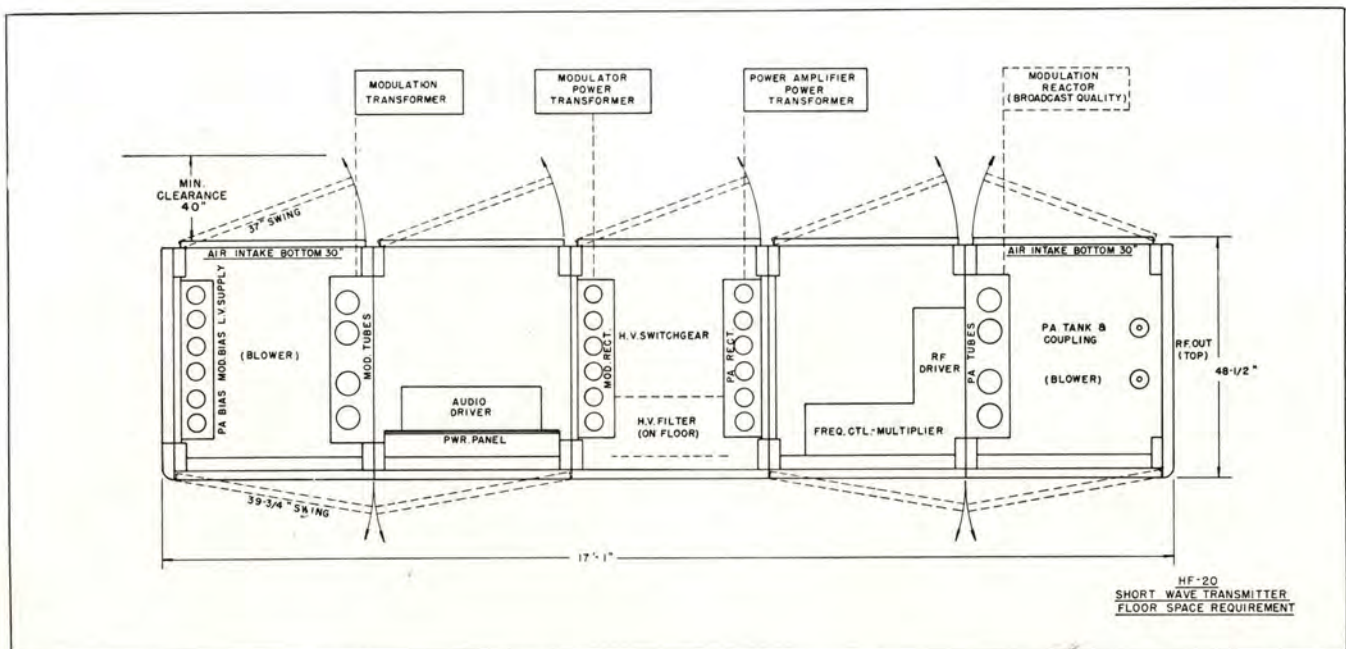 MODULATION
TRANSFORMER
MODULATOR
POWER
TRANSFORMER
POWER AMPLIFIER
POWER
TRANSFORMER
MODULATION
REACTOR
(BROADCAST QUALITY)
MIN.
CLEARANCE
40"
37" SWING
AIR INTAKE BOTTOM 30"
AIR INTAKE BOTTOM 30"
PA BIAS MOD. BIAS L.V. SUPPLY
(BLOWER)
MOD. TUBES
AUDIO
DRIVER
PWR. PANEL
MOD. RECT.
H.V. SWITCHGEAR
H.V. FILTER
(ON FLOOR)
PA RECT.
RF
DRIVER
FREQ. CTL.-MULTIPLIER
PA TUBES
PA TANK &
COUPLING
(BLOWER)
R.F. OUT
(TOP)
48-1/2"
39-3/4" SWING
17'-1"
HF-20
SHORT WAVE TRANSMITTER
FLOOR SPACE REQUIREMENT